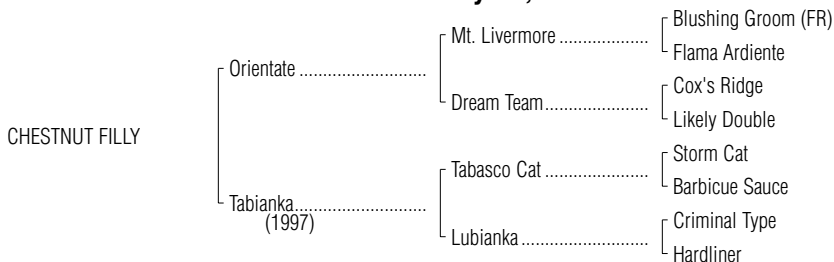 Blushing Groom (FR)
Mt. Livermore ....................
Flama Ardiente
Orientate ............................
Cox's Ridge
Dream Team.......................
Likely Double
CHESTNUT FILLY
Storm Cat
Tabasco Cat .......................
Barbicue Sauce
Tabianka.............................
(1997)
Criminal Type
Lubianka ............................
Hardliner